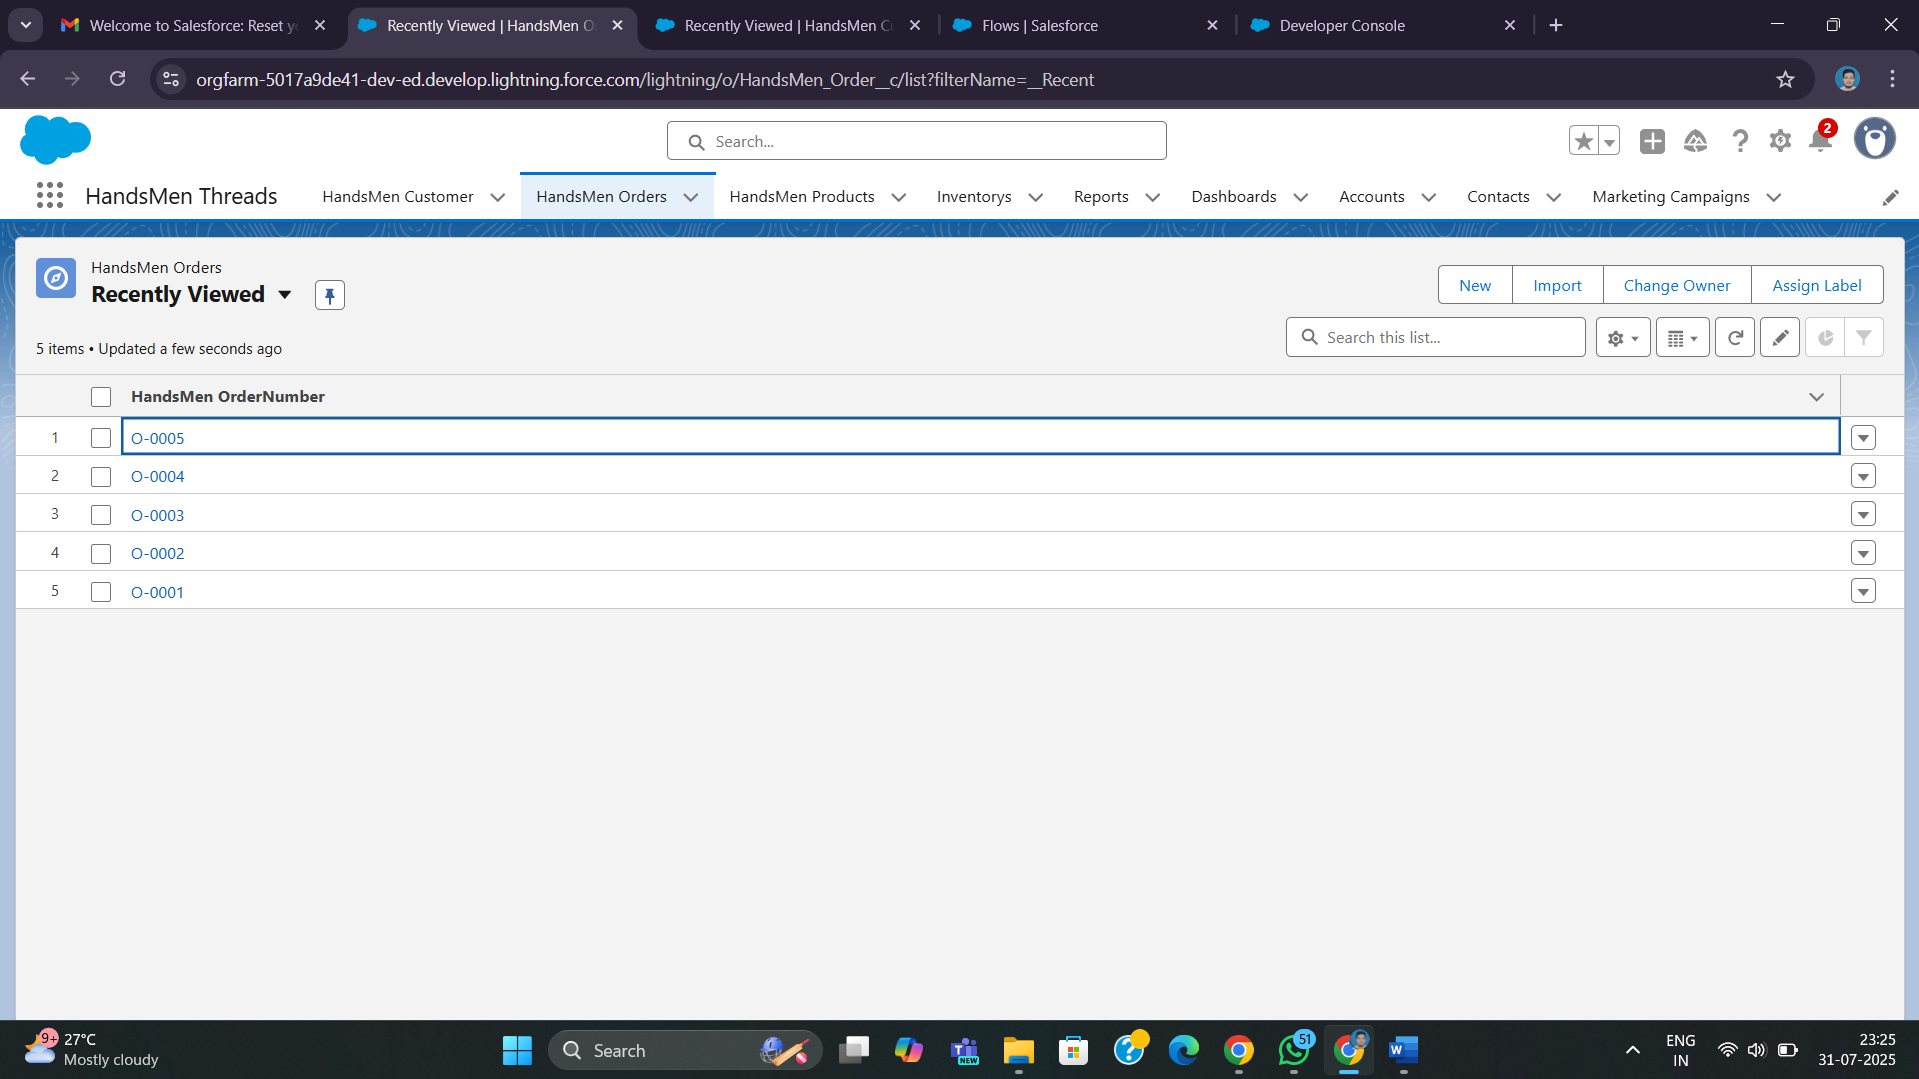 Welcome to Salesforce: Reset yo
Recently Viewed | HandsMen O
Recently Viewed | HandsMen C
Flows | Salesforce
Developer Console
orgfarm-5017a9de41-dev-ed.develop.lightning.force.com/lightning/o/HandsMen_Order__c/list?filterName=__Recent
Search...
2
HandsMen Threads
HandsMen Customer
HandsMen Orders
HandsMen Products
Inventorys
Reports
Dashboards
Accounts
Contacts
Marketing Campaigns
HandsMen Orders
Recently Viewed
New
Import
Change Owner
Assign Label
5 items • Updated a few seconds ago
Search this list...
HandsMen OrderNumber
1 O-0005
2 O-0004
3 O-0003
4 O-0002
5 O-0001
9+
27°C
Mostly cloudy
Search
NEW
51
ENG
IN
23:25
31-07-2025